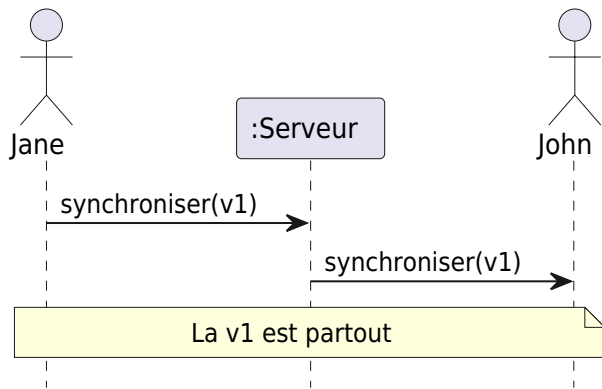 Jane
:Serveur
John
synchroniser(v1)
synchroniser(v1)
La v1 est partout